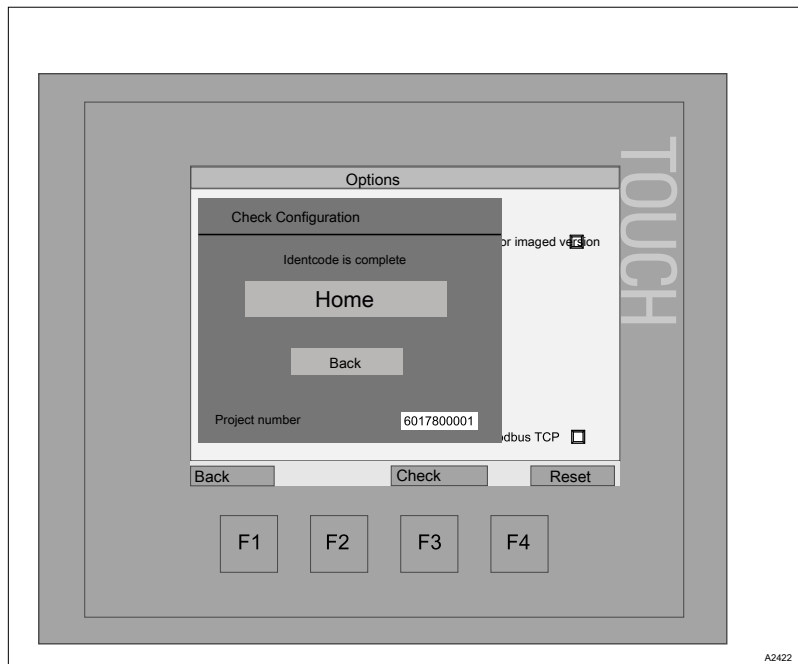 Options
Check Configuration
or imaged version
Identcode is complete
Home
Back
Project number 6017800001
dbus TCP
Back Check Reset
F1 F2 F3 F4
TOUCH
A2422